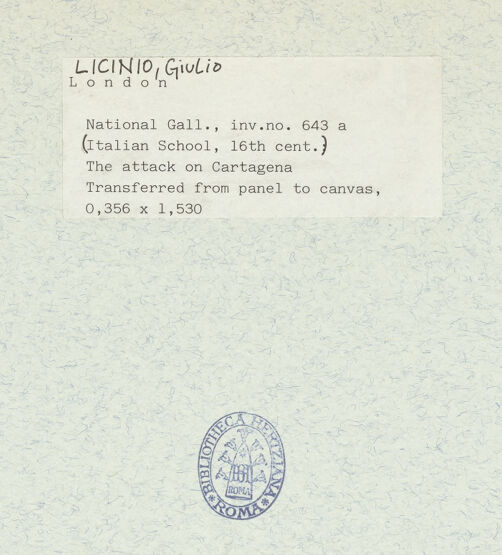 LICINIO, Giulio
London
National Gall., inv.no. 643 a
(Italian School, 16th cent.)
The attack on Cartagena
Transferred from panel to canvas,
0,356 x 1,530
BIBLIOTHECA HERTZIANA
BH
ROMA
* ROMA *